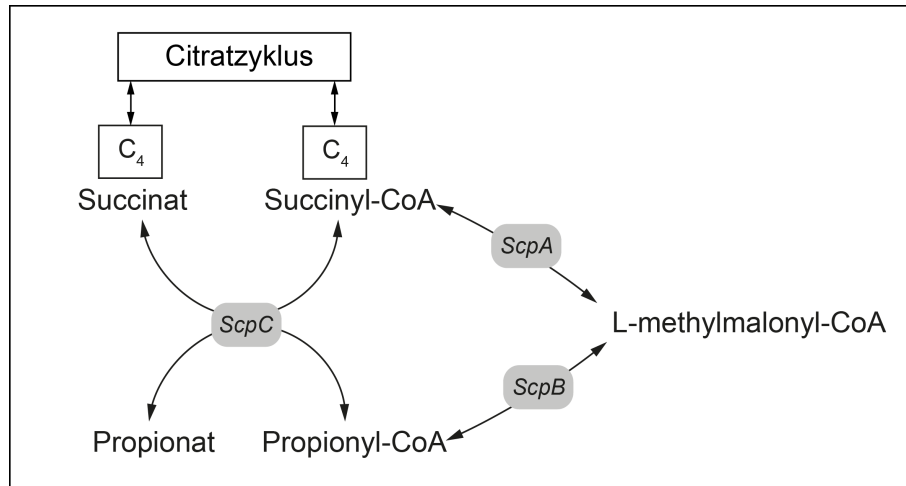 Citratzyklus
C₄
C₄
Succinat
Succinyl-CoA
ScpA
ScpC
L-methylmalonyl-CoA
ScpB
Propionat
Propionyl-CoA